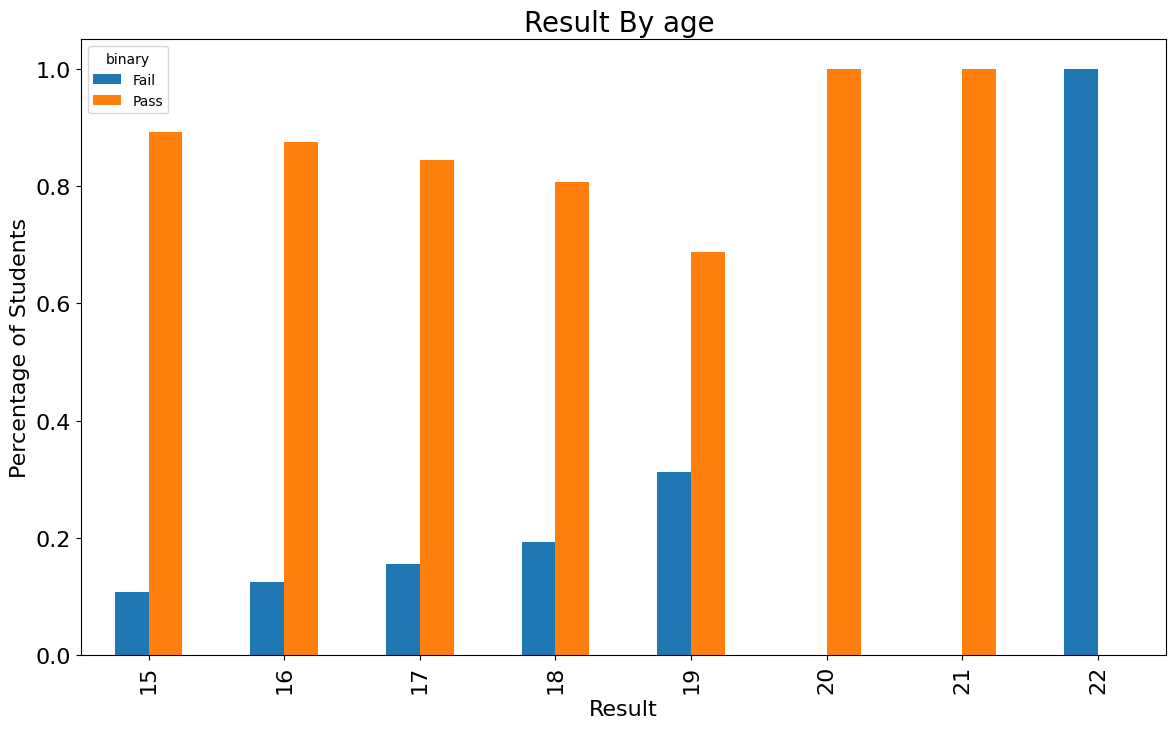 Result By age
binary
Fail
Pass
Percentage of Students
1.0
0.8
0.6
0.4
0.2
0.0
15 16 17 18 19 20 21 22
Result